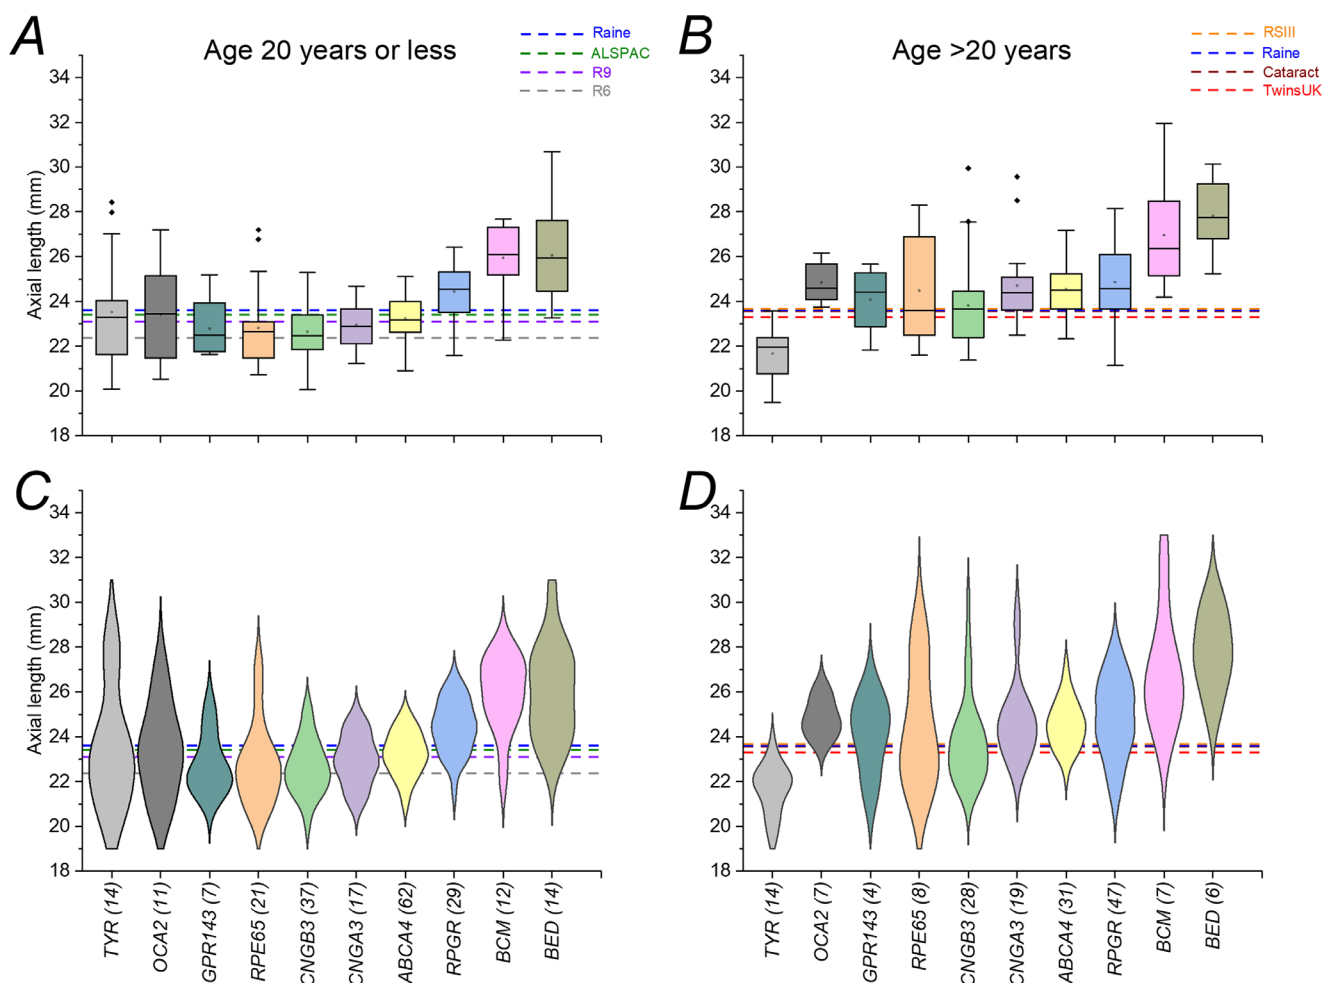 A
Age 20 years or less
Raine
ALSPAC
R9
R6
Axial length (mm)
34
32
30
28
26
24
22
20
18
B
Age >20 years
RSIII
Raine
Cataract
TwinsUK
34
32
30
28
26
24
22
20
18
C
Axial length (mm)
34
32
30
28
26
24
22
20
18
TYR (14)
OCA2 (11)
GPR143 (7)
RPE65 (21)
CNGB3 (37)
CNGA3 (17)
ABCA4 (62)
RPGR (29)
BCM (12)
BED (14)
D
34
32
30
28
26
24
22
20
18
TYR (14)
OCA2 (7)
GPR143 (4)
RPE65 (8)
CNGB3 (28)
CNGA3 (19)
ABCA4 (31)
RPGR (47)
BCM (7)
BED (6)